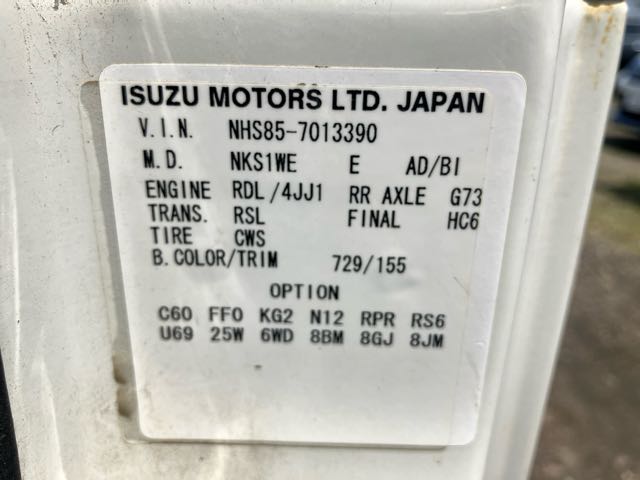 ISUZU MOTORS LTD. JAPAN
V.I.N. NHS85-7013390
M.D. NKS1WE E AD/BI
ENGINE RDL/4JJ1 RR AXLE G73
TRANS. RSL FINAL HC6
TIRE CWS
B.COLOR/TRIM 729/155
OPTION
C60 FF0 KG2 N12 RPR RS6
U69 25W 6WD 8BM 8GJ 8JM